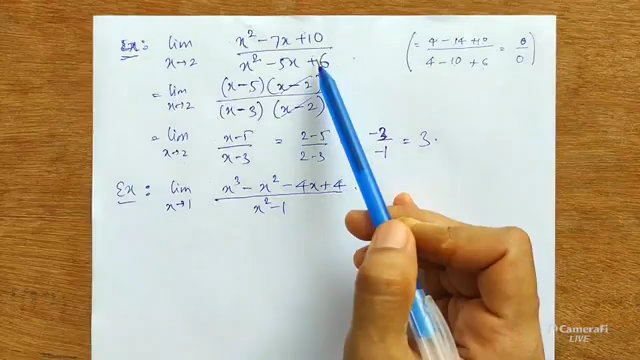 Ex: lim x→2 (x² - 7x + 10)/(x² - 5x + 6) (= (4 - 14 + 10)/(4 - 10 + 6) = 0/0)
= lim x→2 (x-5)(x-2)/(x-3)(x-2)
= lim x→2 (x-5)/(x-3) = (2-5)/(2-3) = -3/-1 = 3.
Ex: lim x→1 (x³ - x² - 4x + 4)/(x² - 1).
CameraFi
LIVE